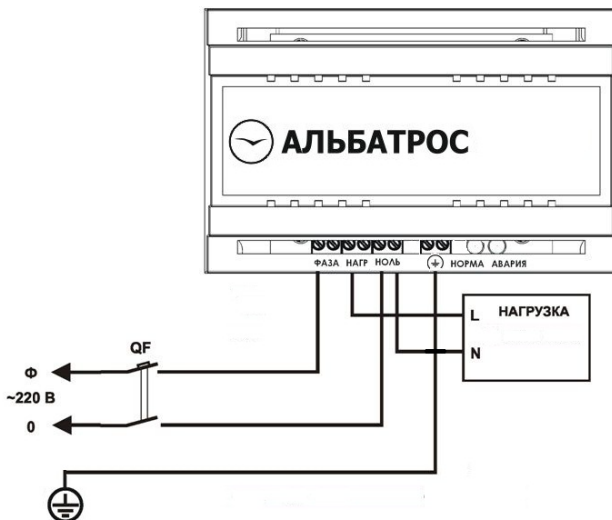 АЛЬБАТРОС
ФАЗА НАГР НОЛЬ НОРМА АВАРИЯ
L НАГРУЗКА
N
QF
Ф
~220 В
0